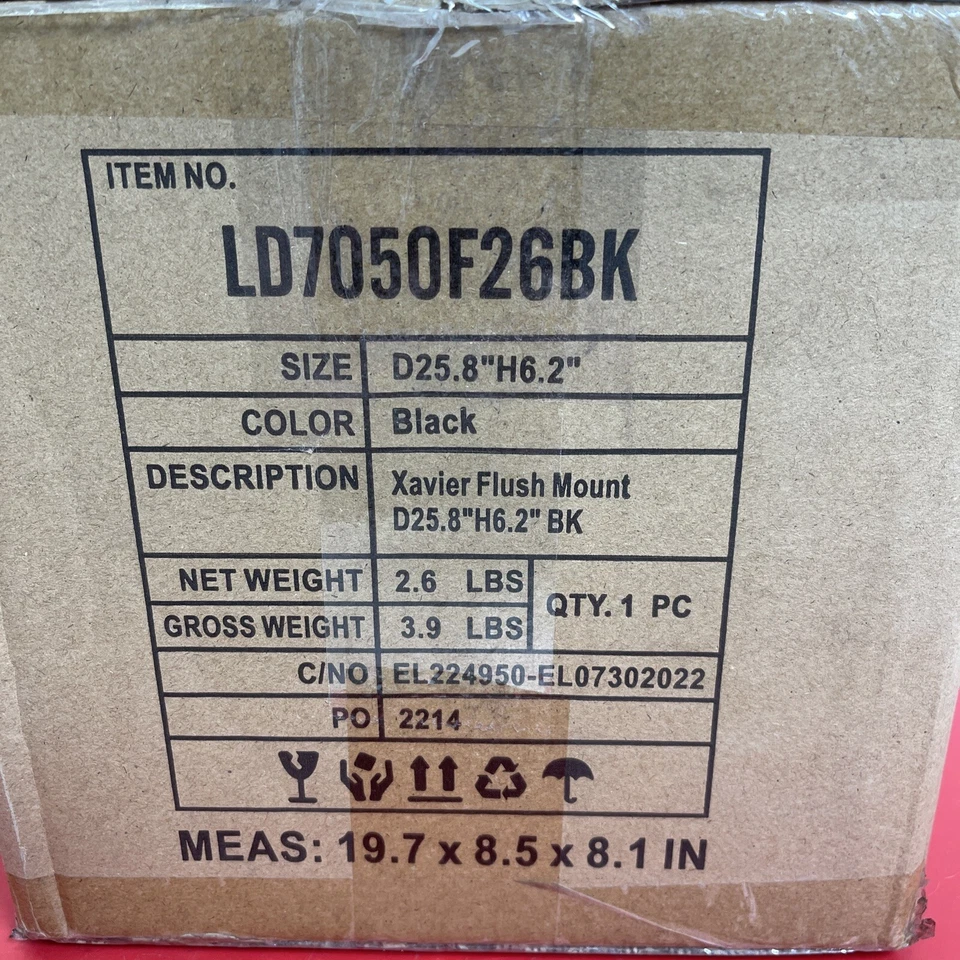 ITEM NO.
LD7050F26BK
SIZE D25.8"H6.2"
COLOR Black
DESCRIPTION Xavier Flush Mount
D25.8"H6.2" BK
NET WEIGHT 2.6 LBS
QTY. 1 PC
GROSS WEIGHT 3.9 LBS
C/NO: EL224950-EL07302022
PO 2214
MEAS: 19.7 x 8.5 x 8.1 IN